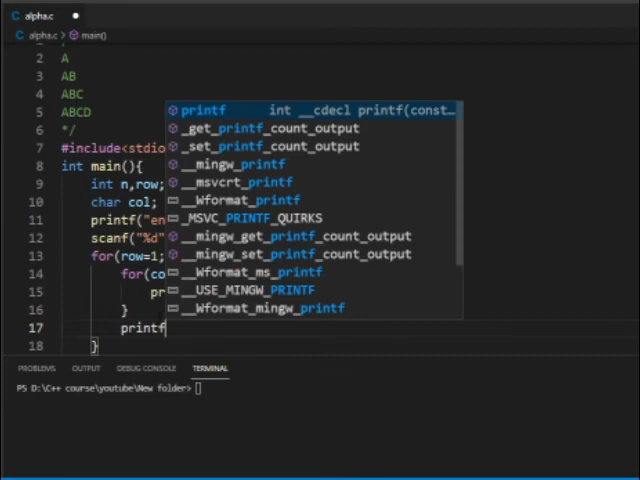 alpha.c
alpha.c > main()
2 A
3 AB
4 ABC
5 ABCD
6 */
7 #include<stdio
8 int main(){
9 int n,row;
10 char col;
11 printf("en
12 scanf("%d"
13 for(row=1;
14 for(co
15 pr
16 }
17 printf
18 }
printf int __cdecl printf(const...
_get_printf_count_output
_set_printf_count_output
__mingw_printf
__msvcrt_printf
__Wformat_printf
_MSVC_PRINTF_QUIRKS
__mingw_get_printf_count_output
__mingw_set_printf_count_output
__Wformat_ms_printf
__USE_MINGW_PRINTF
__Wformat_mingw_printf
PROBLEMS OUTPUT DEBUG CONSOLE TERMINAL
PS D:\C++ course\youtube\New folder>